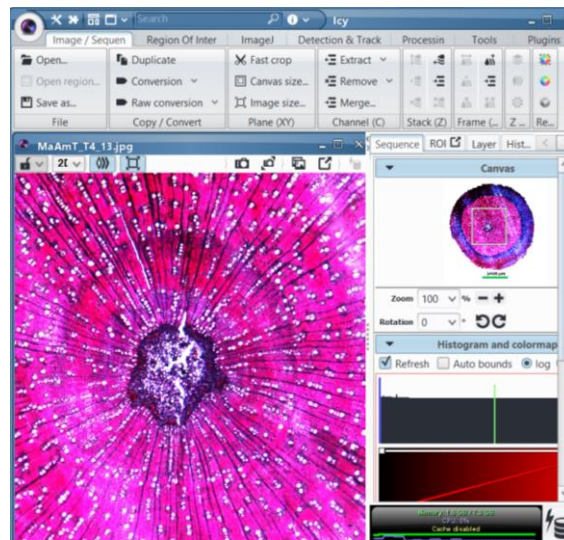 Search
Icy
Image / Sequen Region Of Inter ImageJ Detection & Track Processin Tools Plugins
Open... Duplicate Fast crop Extract
Open region... Conversion Canvas size... Remove
Save as... Raw conversion Image size... Merge...
File Copy / Convert Plane (XY) Channel (C) Stack (Z) Frame (... Z ... Re...
MaAmT_T4_13.jpg
Sequence ROI Layer Hist...
2D
Canvas
Zoom 100 %
Rotation 0 °
Histogram and colormap
Refresh Auto bounds log
Cache disabled